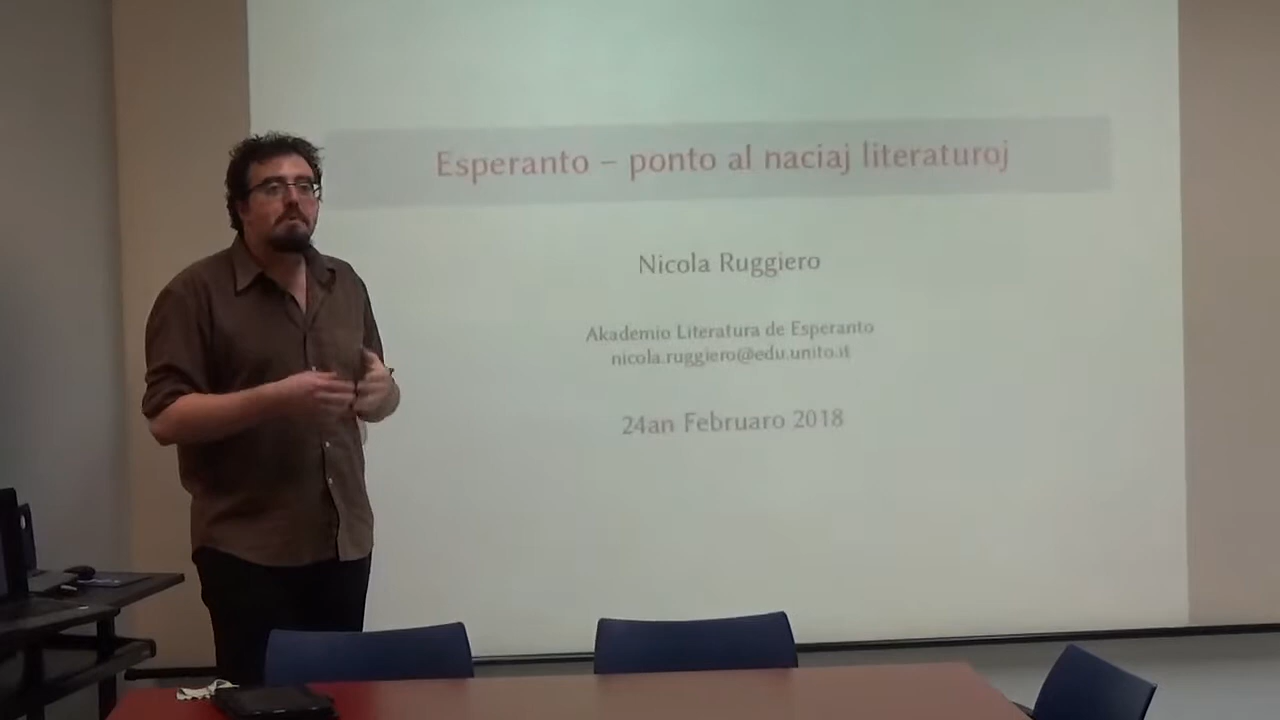 Esperanto – ponto al naciaj literaturoj
Nicola Ruggiero
Akademio Literatura de Esperanto
nicola.ruggiero@edu.unito.it
24an Februaro 2018